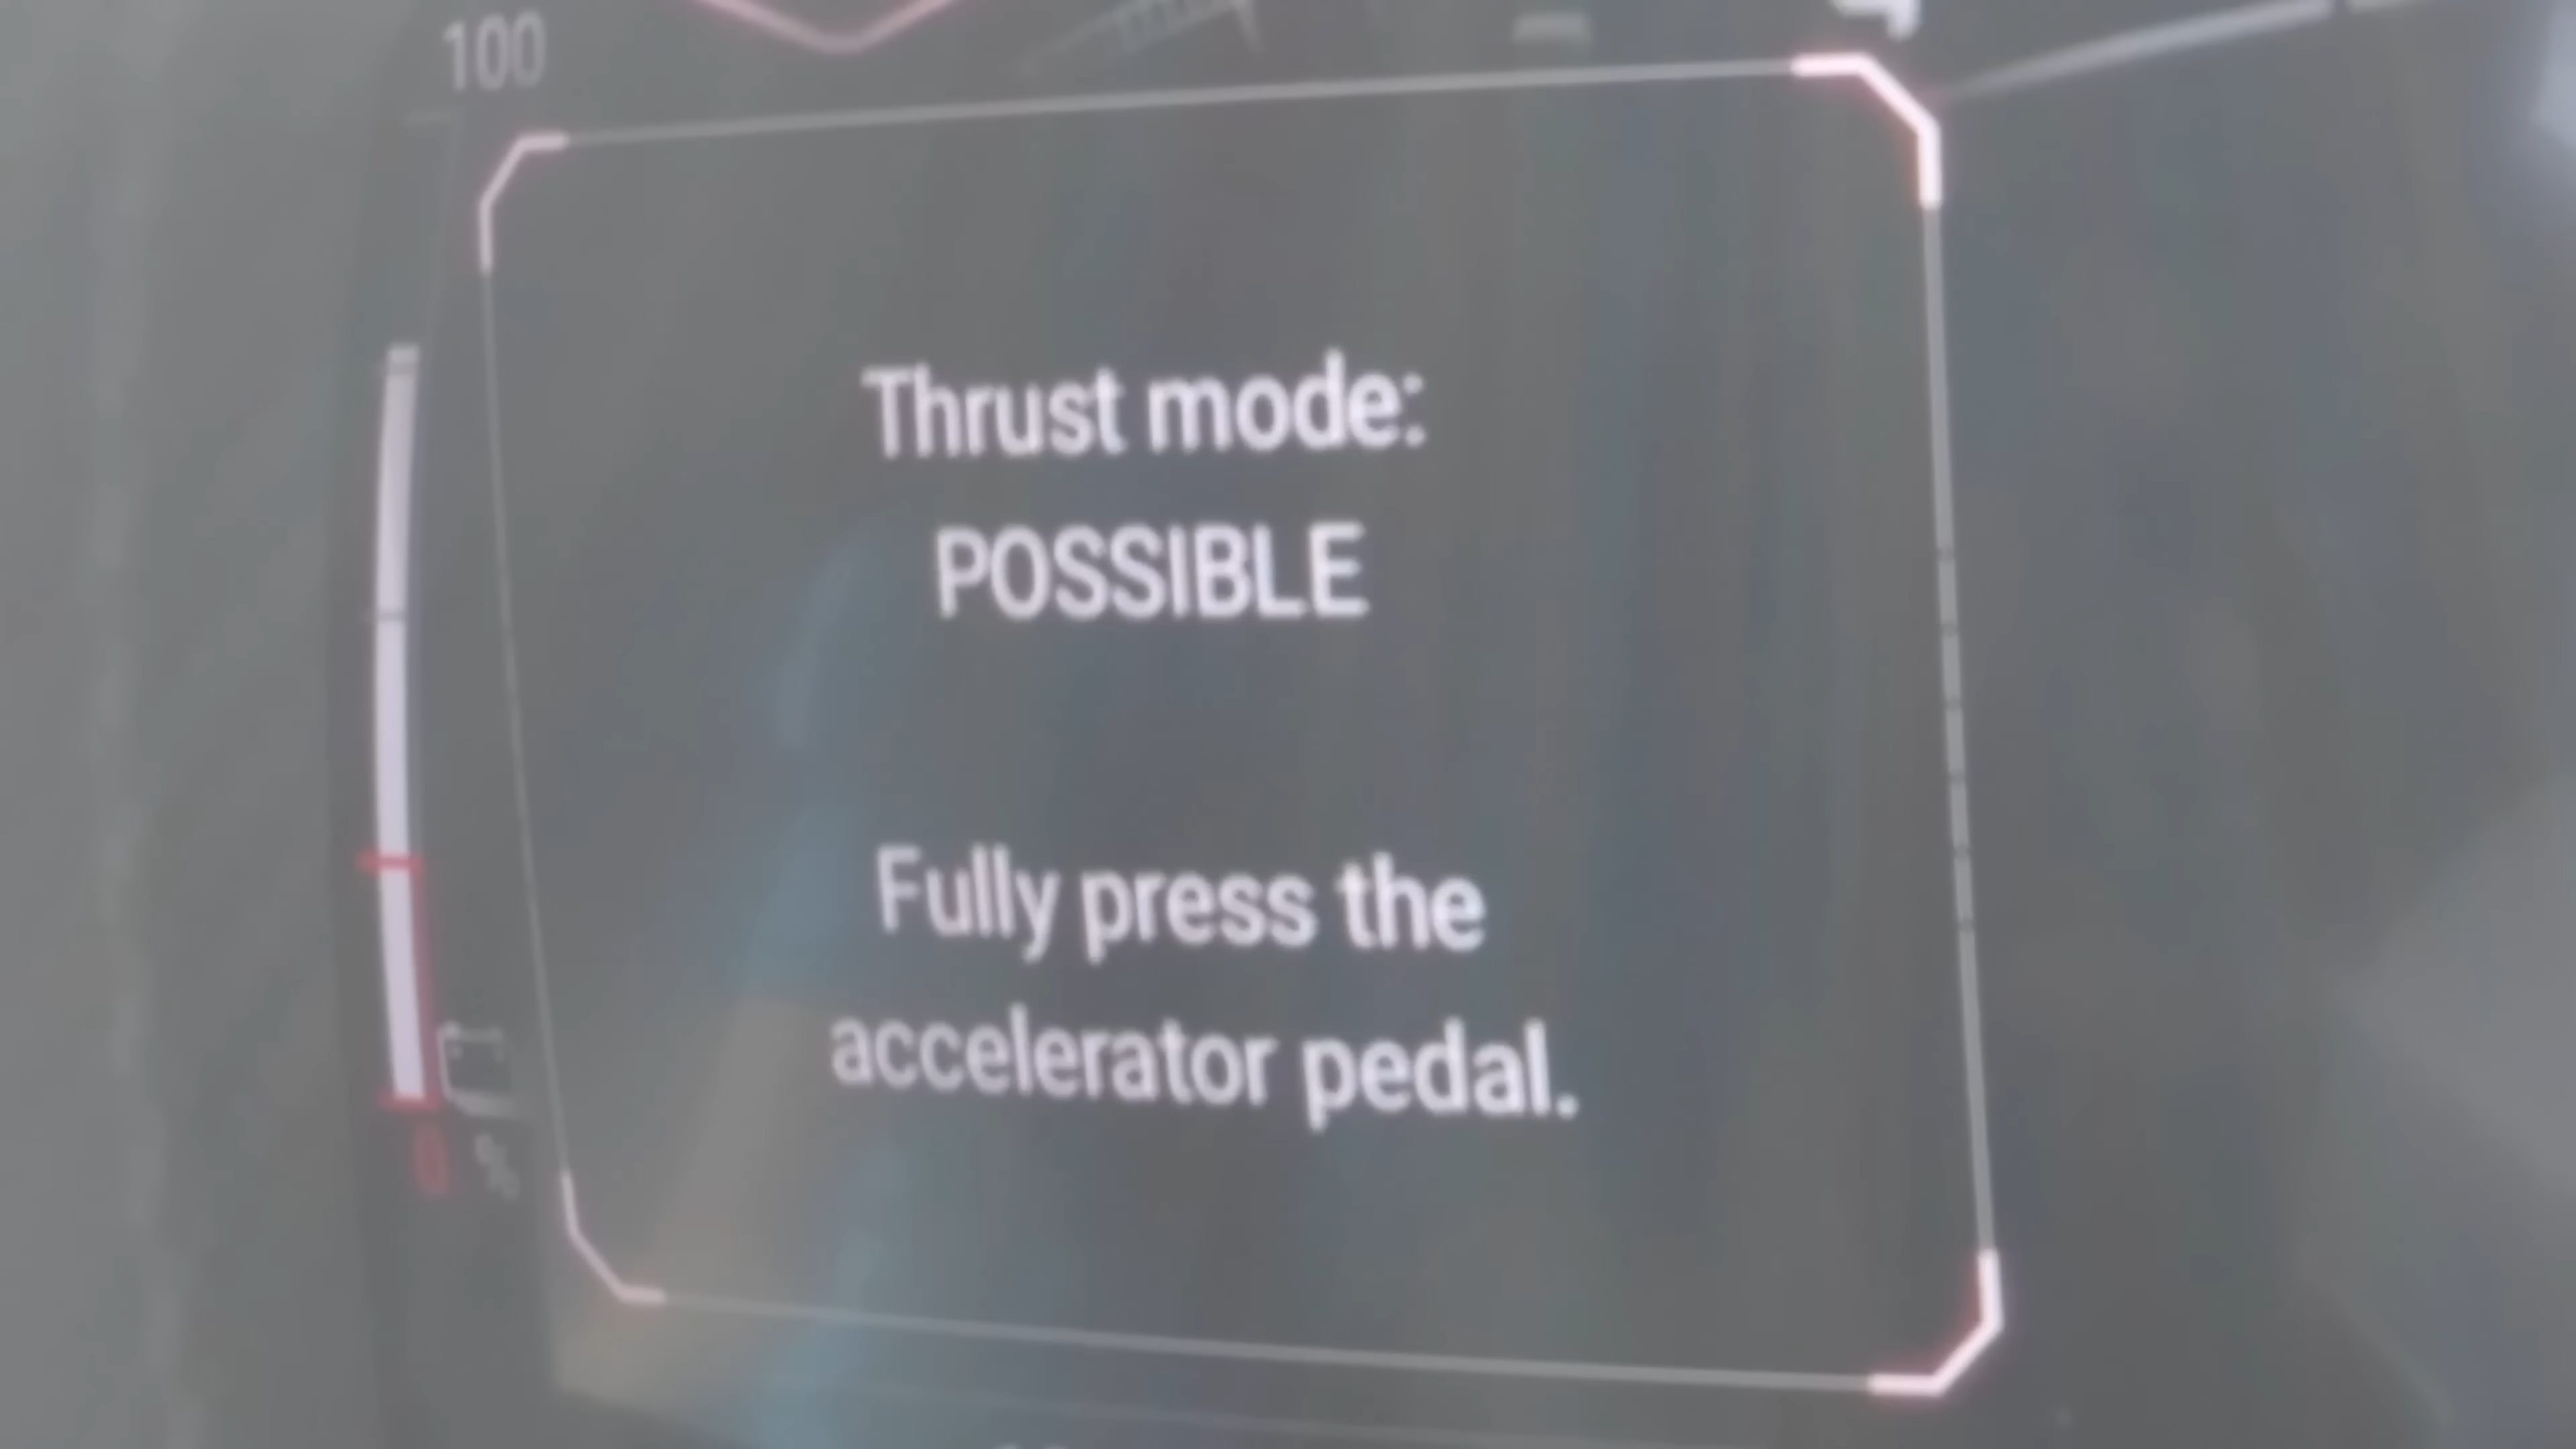 100
Thrust mode:
POSSIBLE
Fully press the
accelerator pedal.
0 %